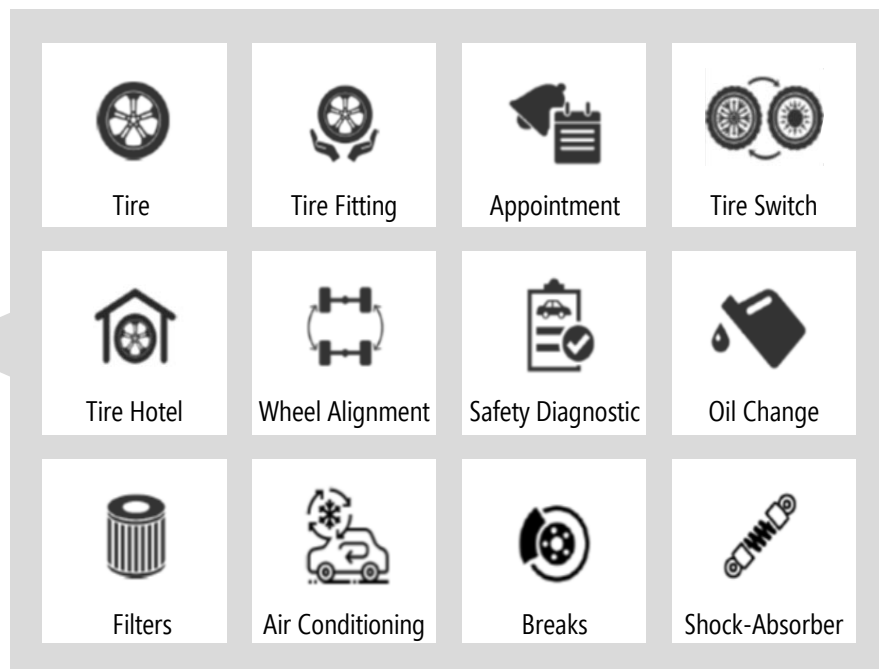 Tire
Tire Fitting
Appointment
Tire Switch
Tire Hotel
Wheel Alignment
Safety Diagnostic
Oil Change
Filters
Air Conditioning
Breaks
Shock-Absorber